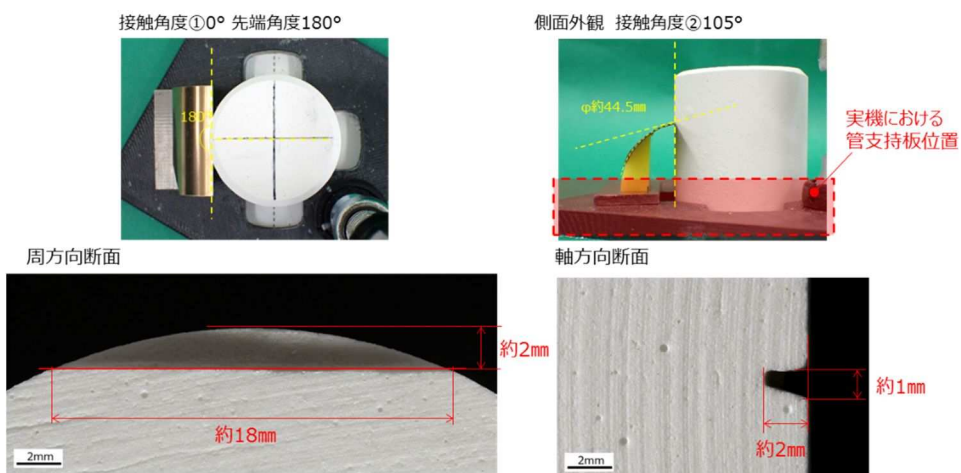 接触角度①0° 先端角度180°
側面外観 接触角度②105°
180°
φ約44.5㎜
実機における
管支持板位置
周方向断面
軸方向断面
約2㎜
約18㎜
2mm
約1㎜
約2㎜
2mm